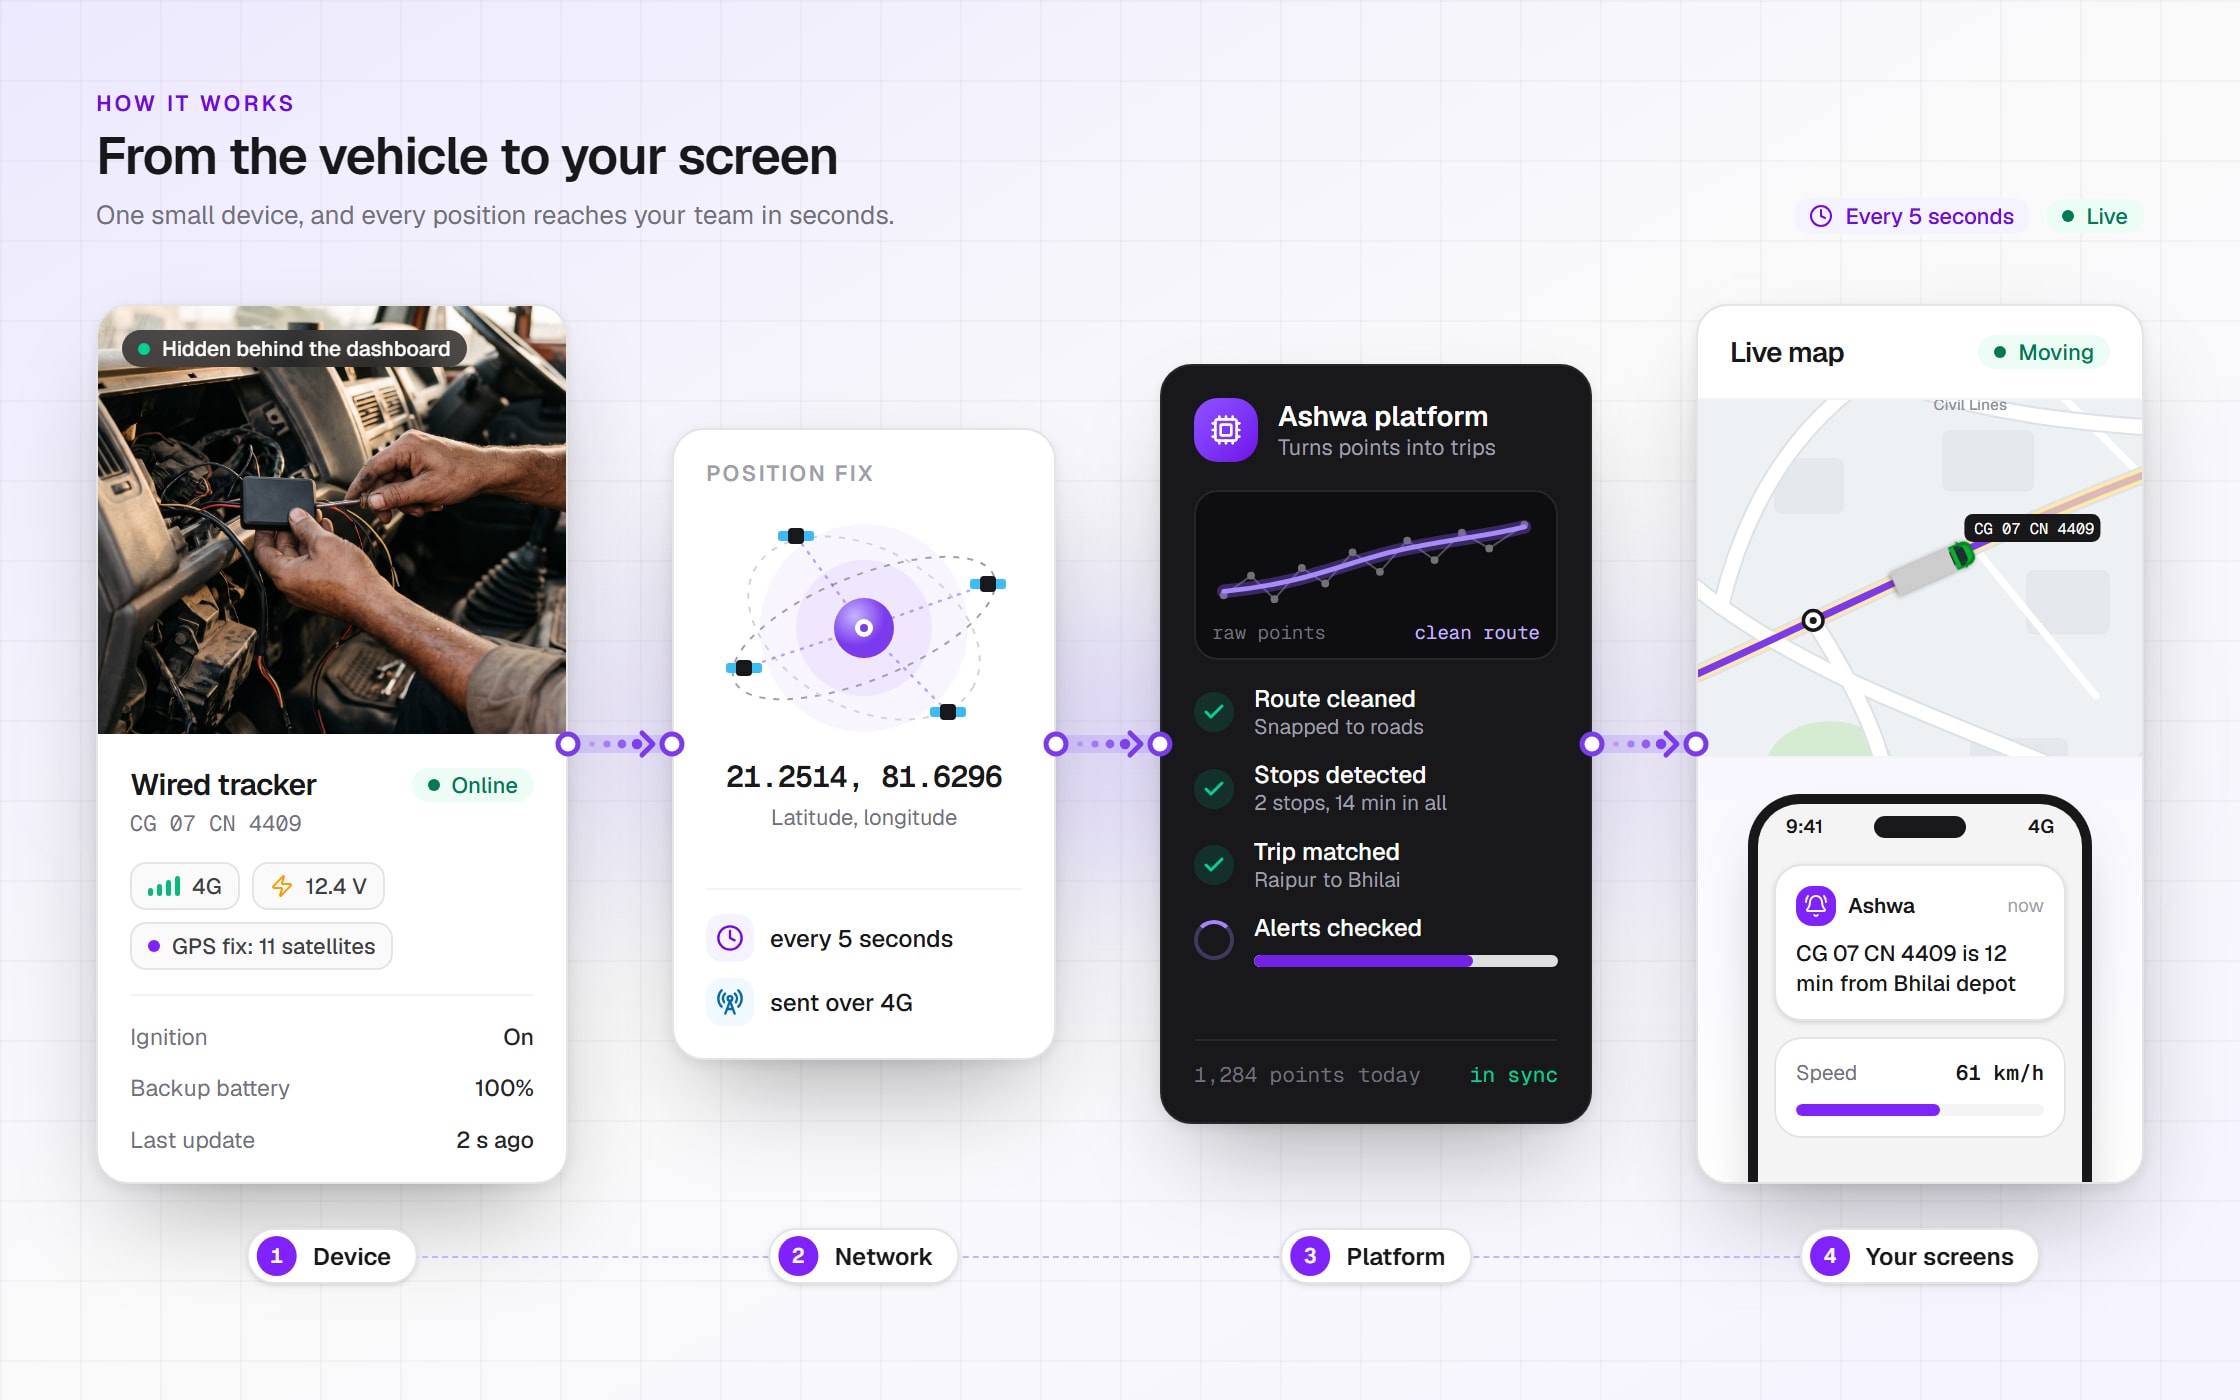 HOW IT WORKS
From the vehicle to your screen
One small device, and every position reaches your team in seconds.
Every 5 seconds
Live
Hidden behind the dashboard
Wired tracker
Online
CG 07 CN 4409
4G
12.4 V
GPS fix: 11 satellites
Ignition
On
Backup battery
100%
Last update
2 s ago
POSITION FIX
21.2514, 81.6296
Latitude, longitude
every 5 seconds
sent over 4G
Ashwa platform
Turns points into trips
raw points
clean route
Route cleaned
Snapped to roads
Stops detected
2 stops, 14 min in all
Trip matched
Raipur to Bhilai
Alerts checked
1,284 points today
in sync
Live map
Moving
Civil Lines
CG 07 CN 4409
9:41
4G
Ashwa
now
CG 07 CN 4409 is 12
min from Bhilai depot
Speed
61 km/h
1 Device
2 Network
3 Platform
4 Your screens